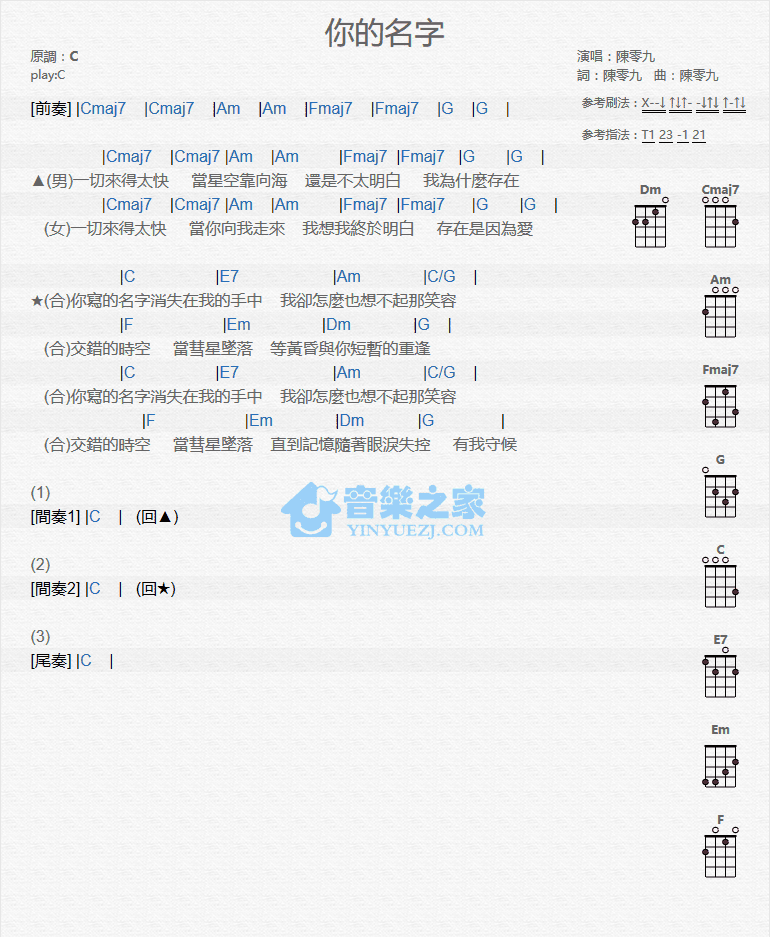 你的名字
原調：C
演唱：陳零九
play:C
詞：陳零九 曲：陳零九
[前奏] |Cmaj7 |Cmaj7 |Am |Am |Fmaj7 |Fmaj7 |G |G |
參考刷法：X--↓ ↑↓↑- -↓↑↓ ↑-↑↓
參考指法：T1 23 -1 21
|Cmaj7 |Cmaj7 |Am |Am |Fmaj7 |Fmaj7 |G |G |
▲(男)一切來得太快 當星空靠向海 還是不太明白 我為什麼存在
|Cmaj7 |Cmaj7 |Am |Am |Fmaj7 |Fmaj7 |G |G |
(女)一切來得太快 當你向我走來 我想我終於明白 存在是因為愛
Dm Cmaj7
|C |E7 |Am |C/G |
★(合)你寫的名字消失在我的手中 我卻怎麼也想不起那笑容
|F |Em |Dm |G |
(合)交錯的時空 當彗星墜落 等黃昏與你短暫的重逢
|C |E7 |Am |C/G |
(合)你寫的名字消失在我的手中 我卻怎麼也想不起那笑容
|F |Em |Dm |G |
(合)交錯的時空 當彗星墜落 直到記憶隨著眼淚失控 有我守候
Am
Fmaj7
G
(1)
[間奏1] |C | (回▲)
音樂之家
YINYUEZJ.COM
(2)
[間奏2] |C | (回★)
C
(3)
[尾奏] |C |
E7
Em
F